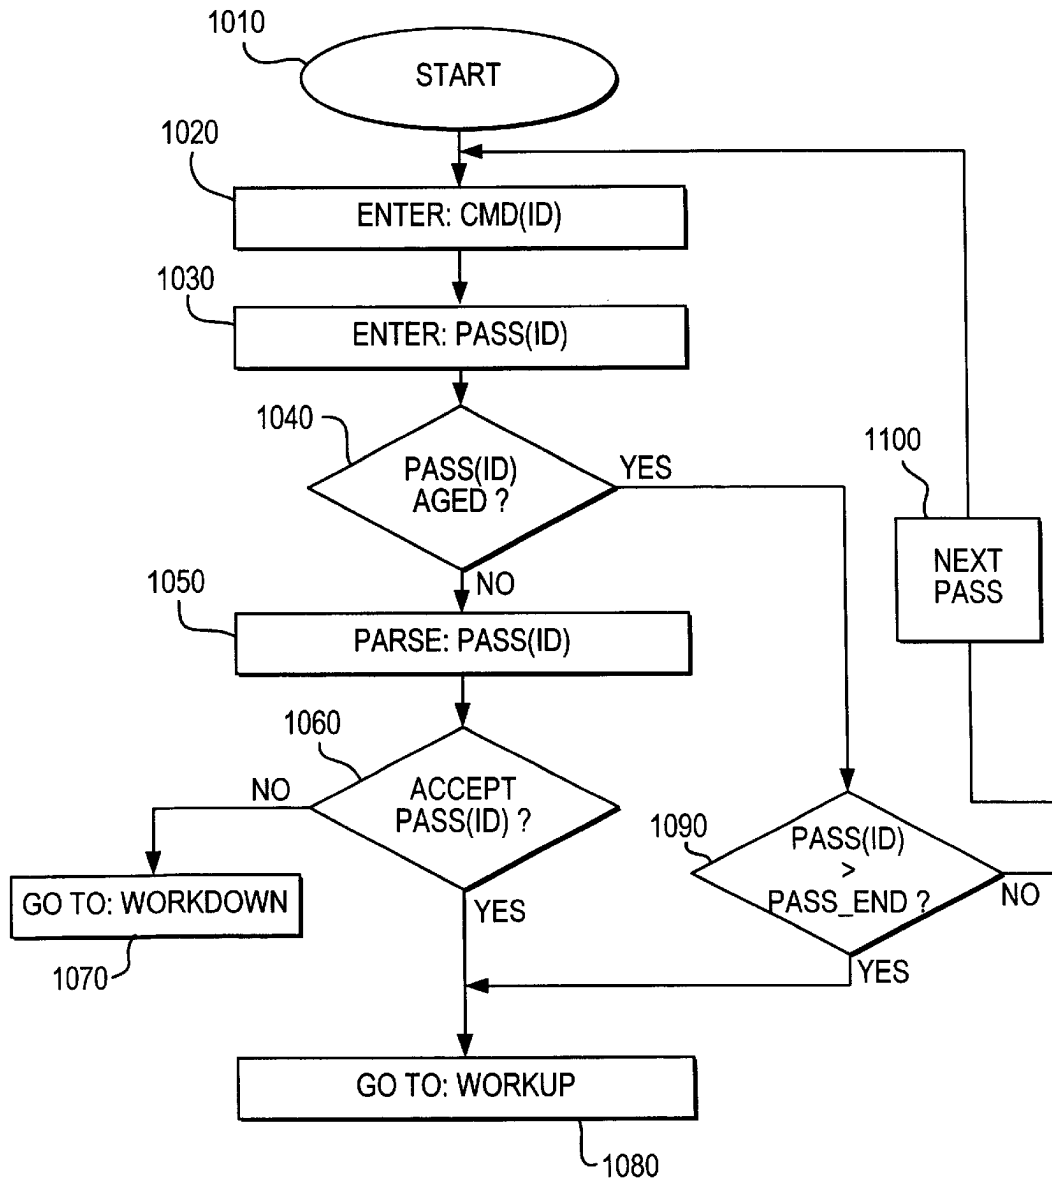 1010
START
1020
ENTER: CMD(ID)
1030
ENTER: PASS(ID)
1040
PASS(ID)
AGED ?
YES
NO
1100
NEXT
PASS
1050
PARSE: PASS(ID)
1060
ACCEPT
PASS(ID) ?
NO
YES
1090
PASS(ID)
>
PASS_END ?
NO
YES
GO TO: WORKDOWN
1070
GO TO: WORKUP
1080